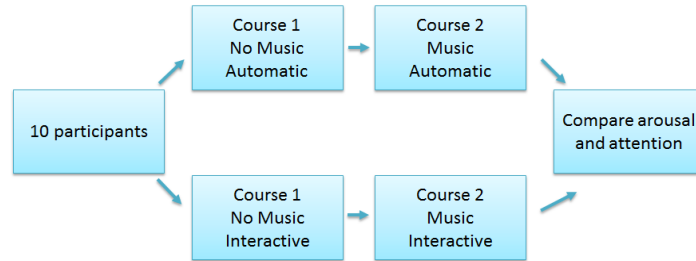 10 participants
Course 1
No Music
Automatic
Course 2
Music
Automatic
Course 1
No Music
Interactive
Course 2
Music
Interactive
Compare arousal
and attention